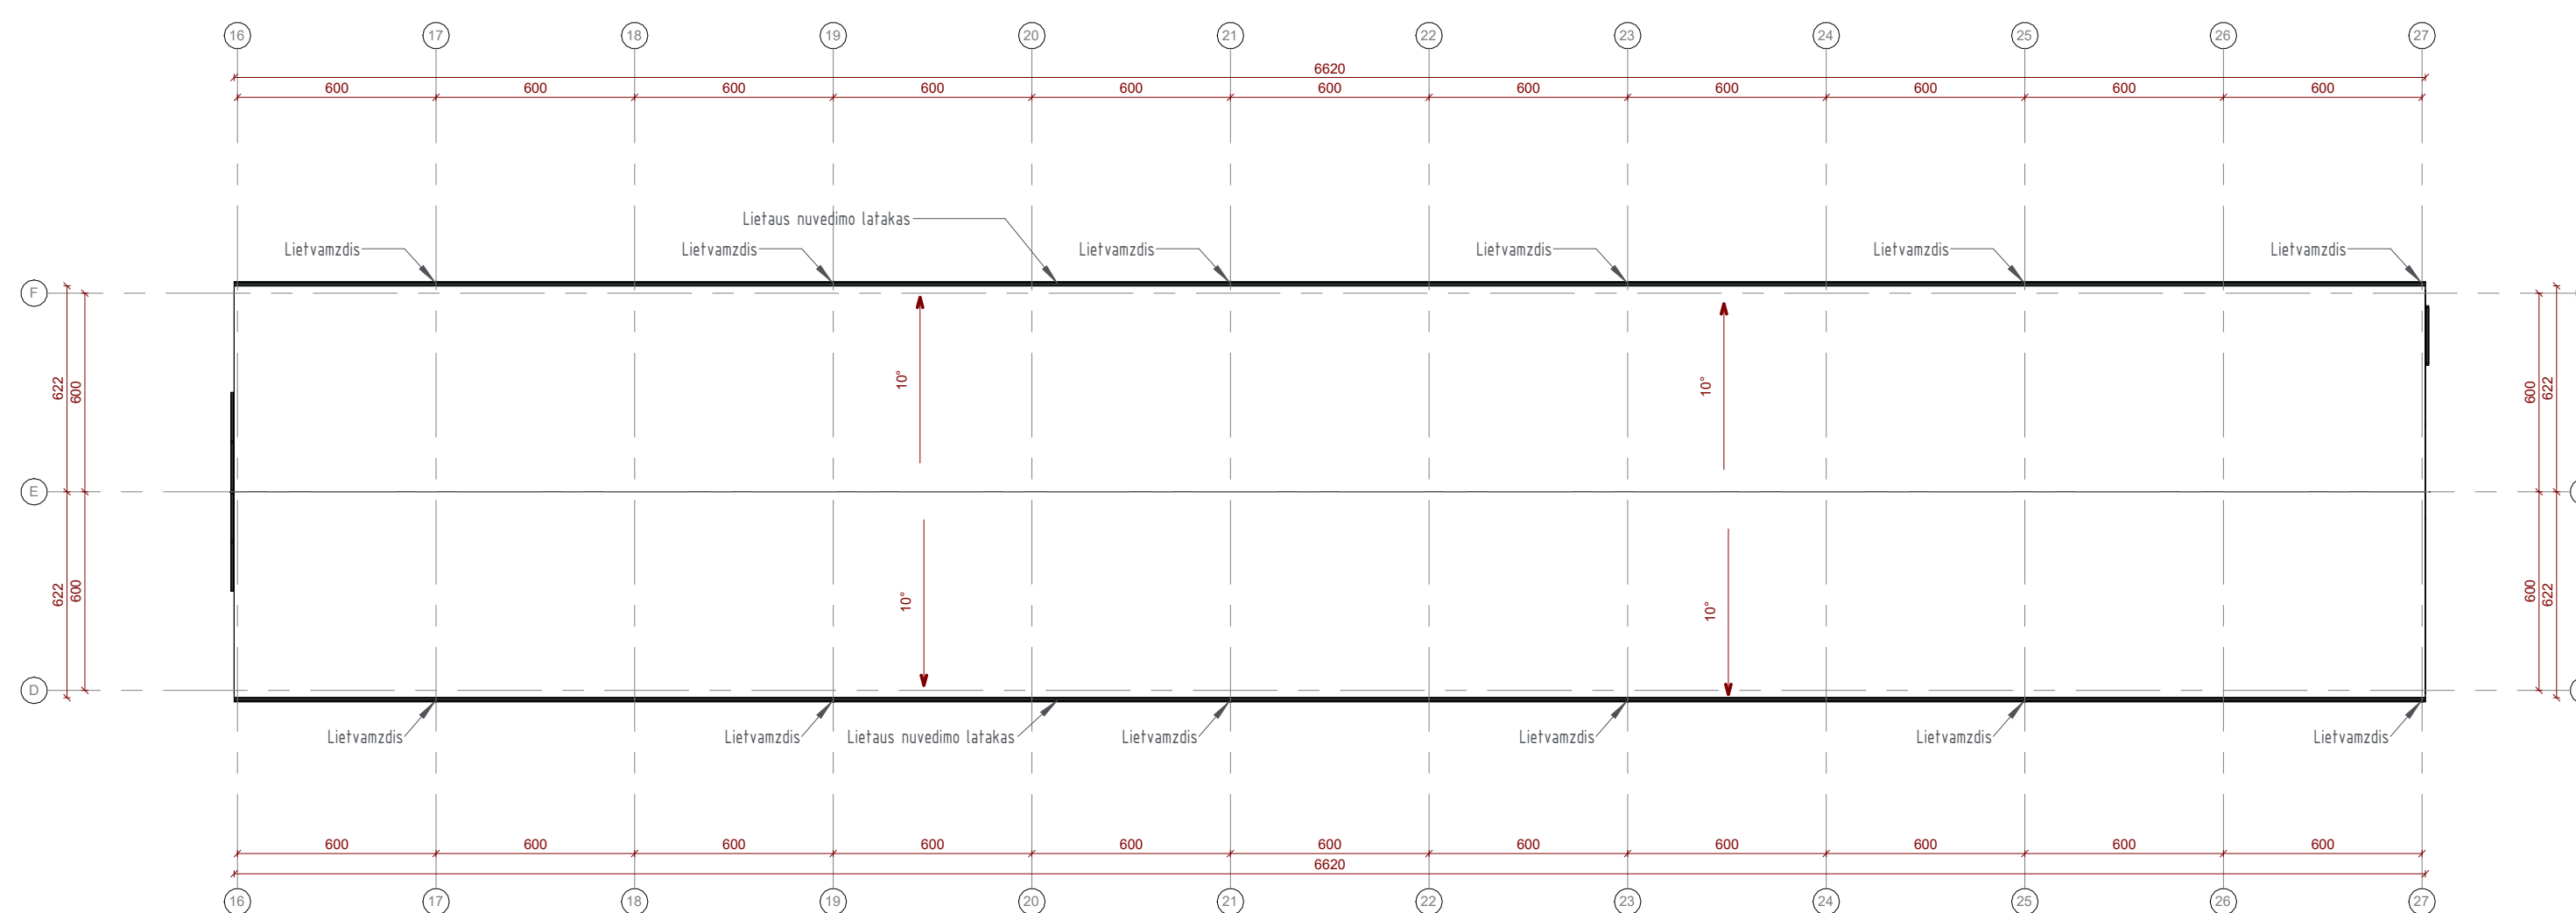 16 17 18 19 20 21 22 23 24 25 26 27
6620
600 600 600 600 600 600 600 600 600 600 600
Lietaus nuvedimo latakas
Lietvamzdis Lietvamzdis Lietvamzdis Lietvamzdis Lietvamzdis Lietvamzdis
F
622 600 10° 10° 600 622
E
622 600 10° 10° 600 622
D
Lietvamzdis Lietvamzdis Lietaus nuvedimo latakas Lietvamzdis Lietvamzdis Lietvamzdis Lietvamzdis
600 600 600 600 600 600 600 600 600 600 600
6620
16 17 18 19 20 21 22 23 24 25 26 27